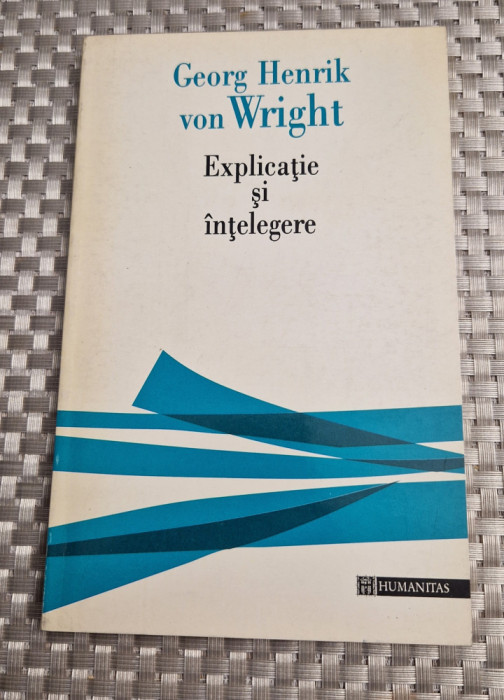 Georg Henrik
von Wright
Explicaţie
şi
înţelegere
HUMANITAS